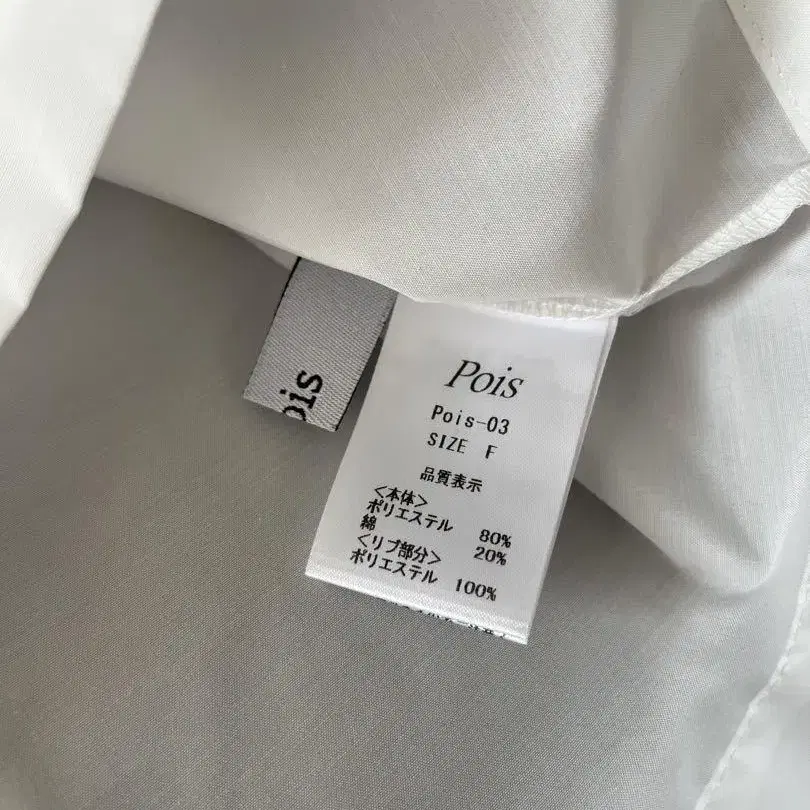 ois
Pois
Pois-03
SIZE F
品質表示
<本体>
ポリエステル 80%
綿 20%
<リブ部分>
ポリエステル 100%